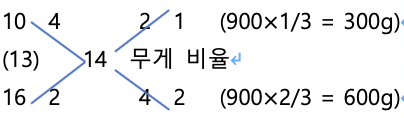 10 4 2 1 (900×1/3 = 300g)
(13) 14 무게 비율
16 2 4 2 (900×2/3 = 600g)